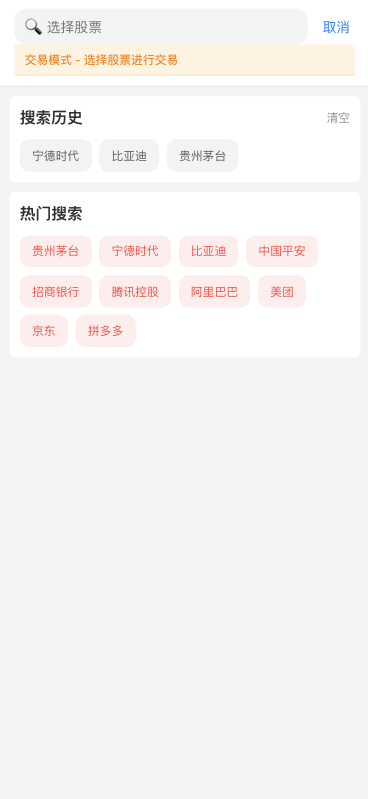 选择股票 取消
交易模式 - 选择股票进行交易
搜索历史 清空
宁德时代 比亚迪 贵州茅台
热门搜索
贵州茅台 宁德时代 比亚迪 中国平安
招商银行 腾讯控股 阿里巴巴 美团
京东 拼多多